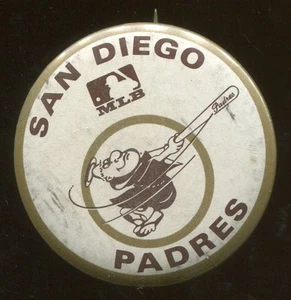 SAN DIEGO
MLB
Padres
PADRES